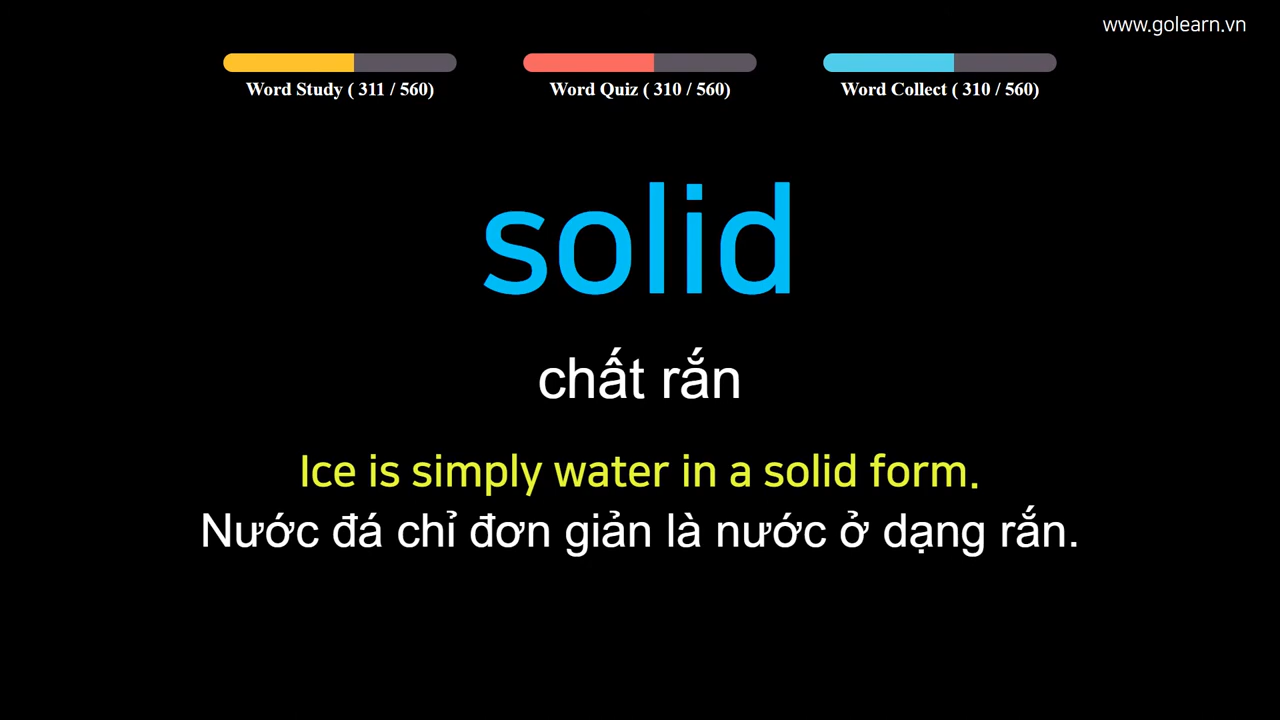 www.golearn.vn
Word Study ( 311 / 560)
Word Quiz ( 310 / 560)
Word Collect ( 310 / 560)
solid
chất rắn
Ice is simply water in a solid form.
Nước đá chỉ đơn giản là nước ở dạng rắn.